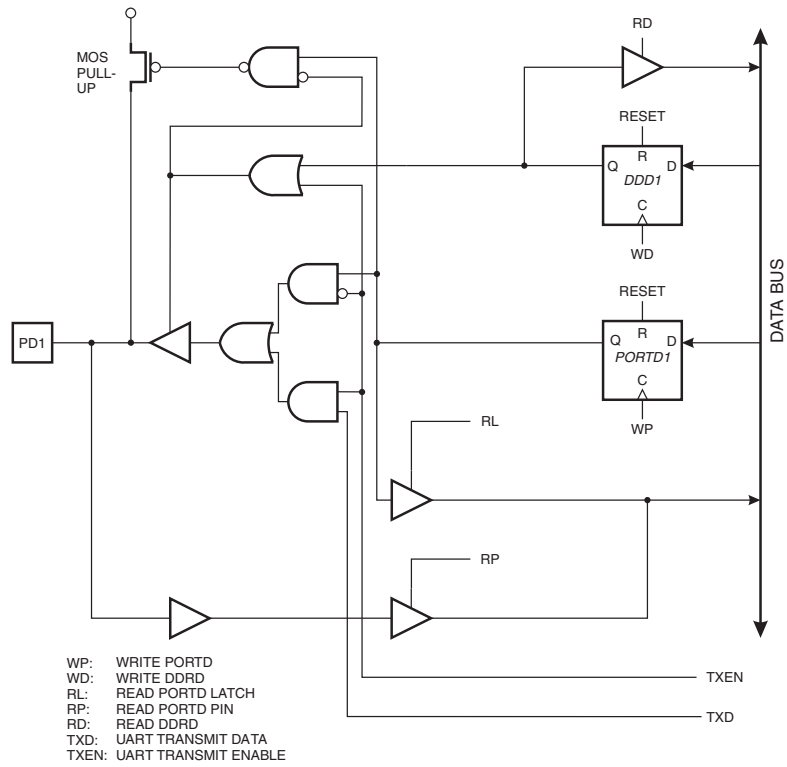 RD
MOS
PULL-
UP
RESET
R
Q
D
DDD1
C
WD
RESET
R
Q
D
PORTD1
C
WP
DATA BUS
PD1
RL
RP
WP: WRITE PORTD
WD: WRITE DDRD
RL: READ PORTD LATCH
RP: READ PORTD PIN
RD: READ DDRD
TXD: UART TRANSMIT DATA
TXEN: UART TRANSMIT ENABLE
TXEN
TXD